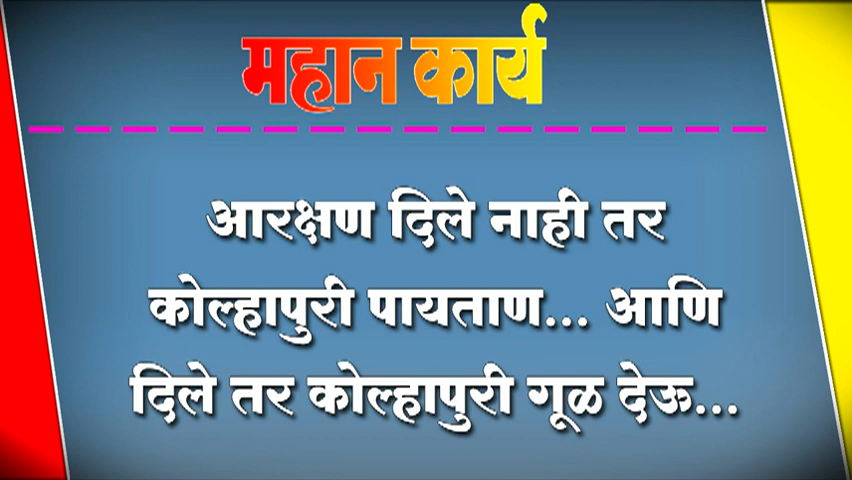 महान कार्य
आरक्षण दिले नाही तर
कोल्हापुरी पायताण... आणि
दिले तर कोल्हापुरी गूळ देऊ...